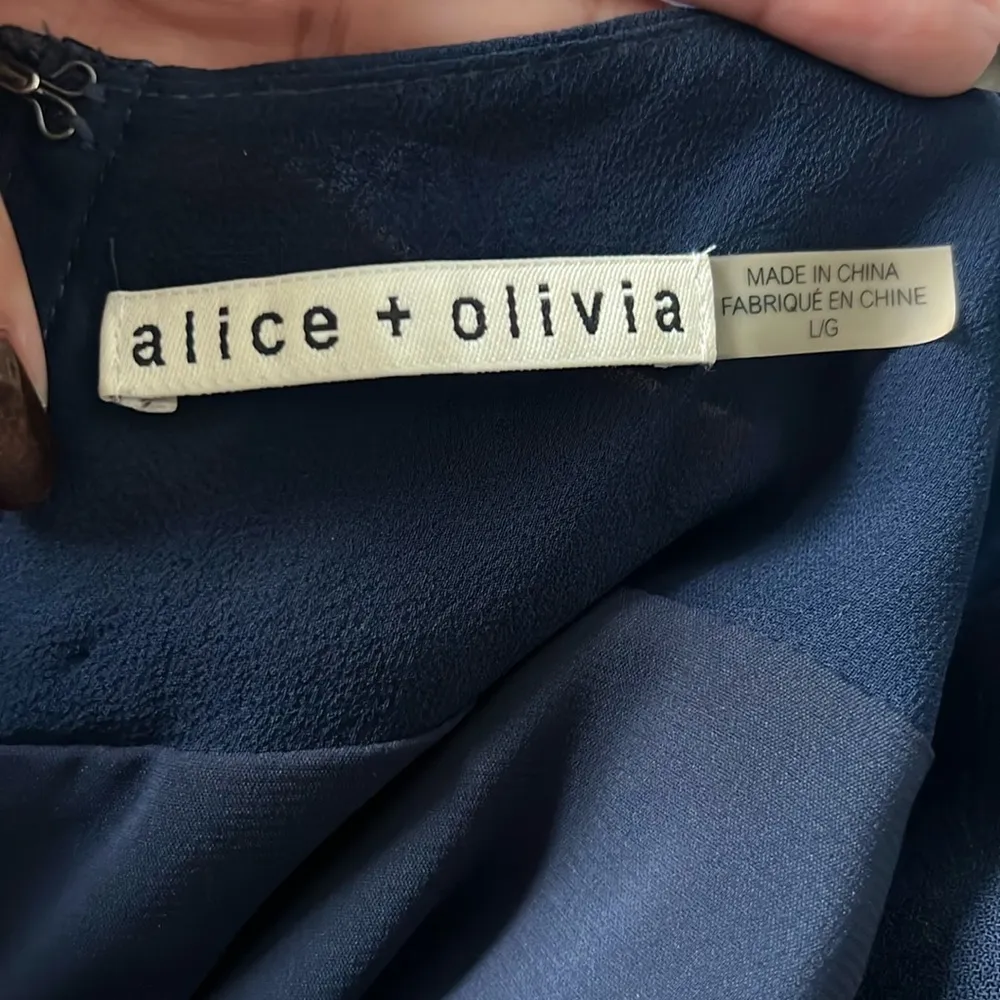 alice + olivia
MADE IN CHINA
FABRIQUÉ EN CHINE
L/G